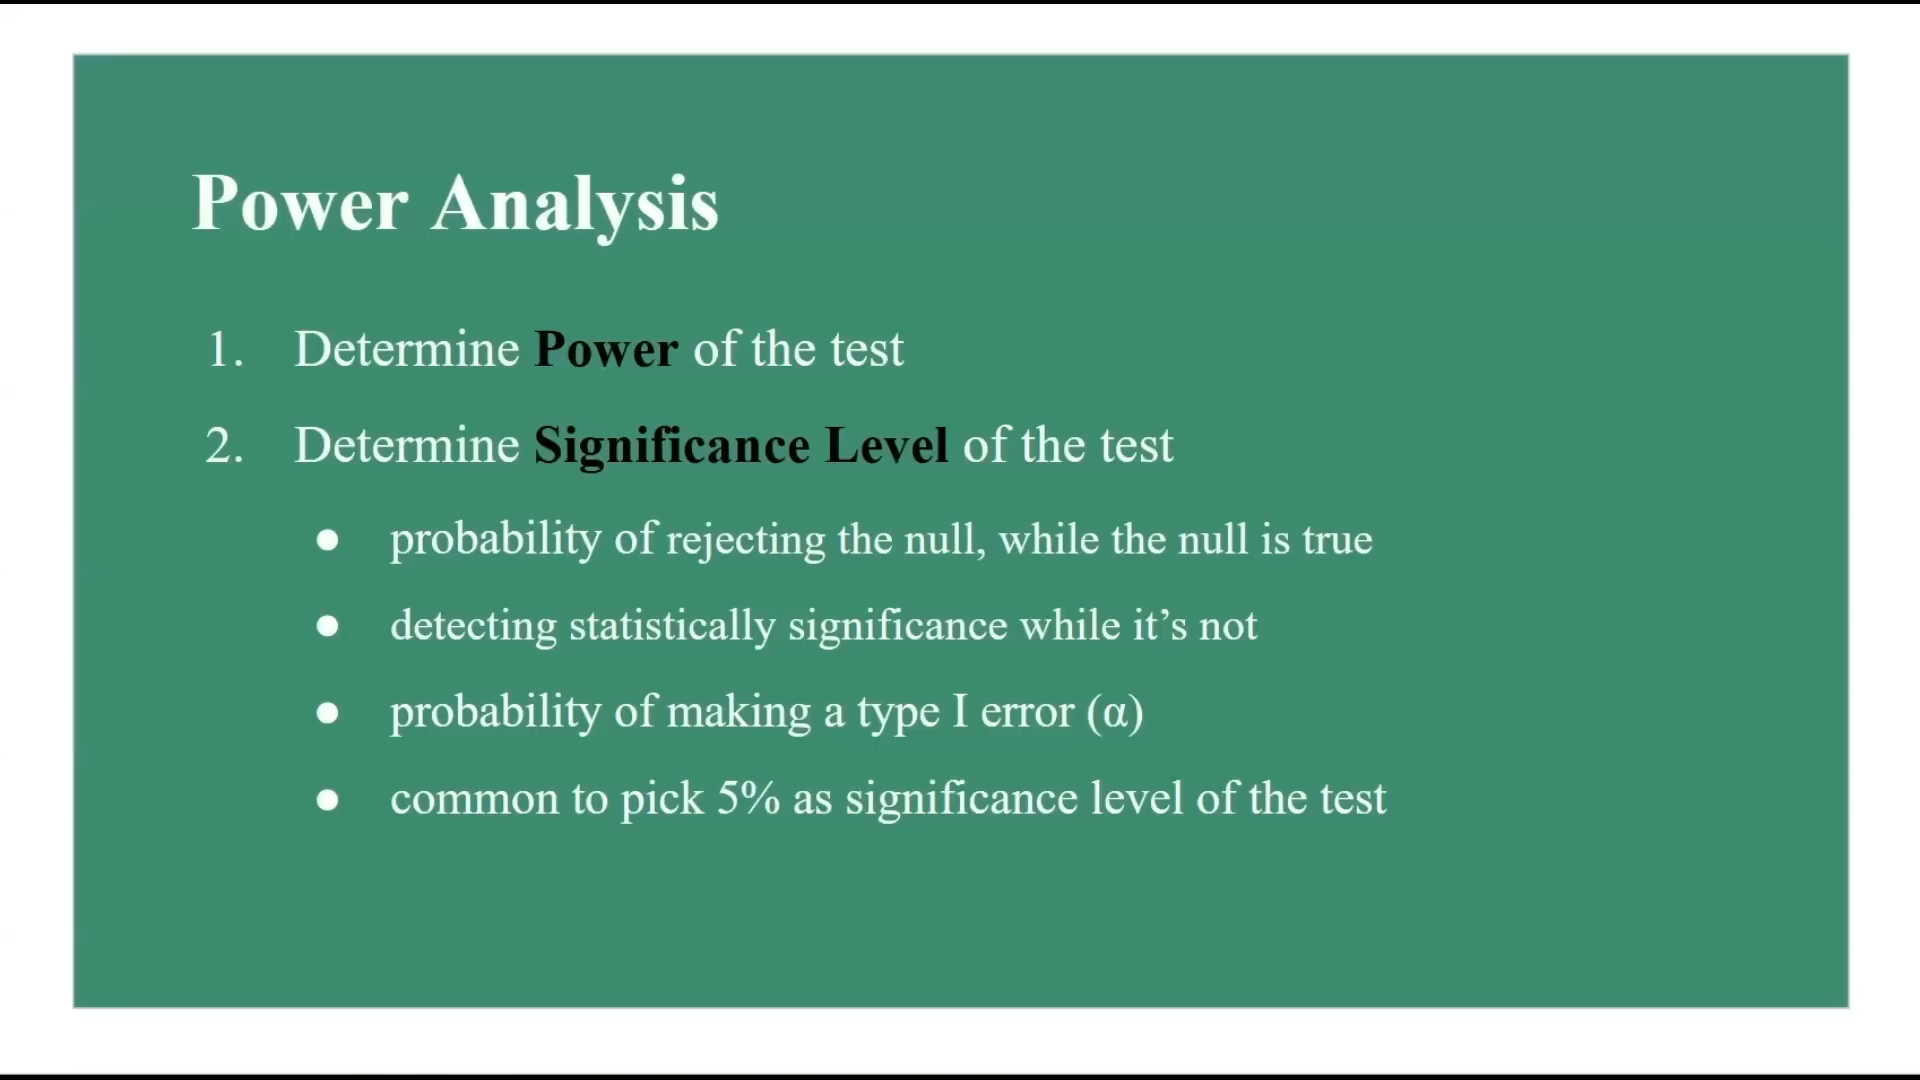 Power Analysis
1. Determine Power of the test
2. Determine Significance Level of the test
● probability of rejecting the null, while the null is true
● detecting statistically significance while it’s not
● probability of making a type I error (α)
● common to pick 5% as significance level of the test